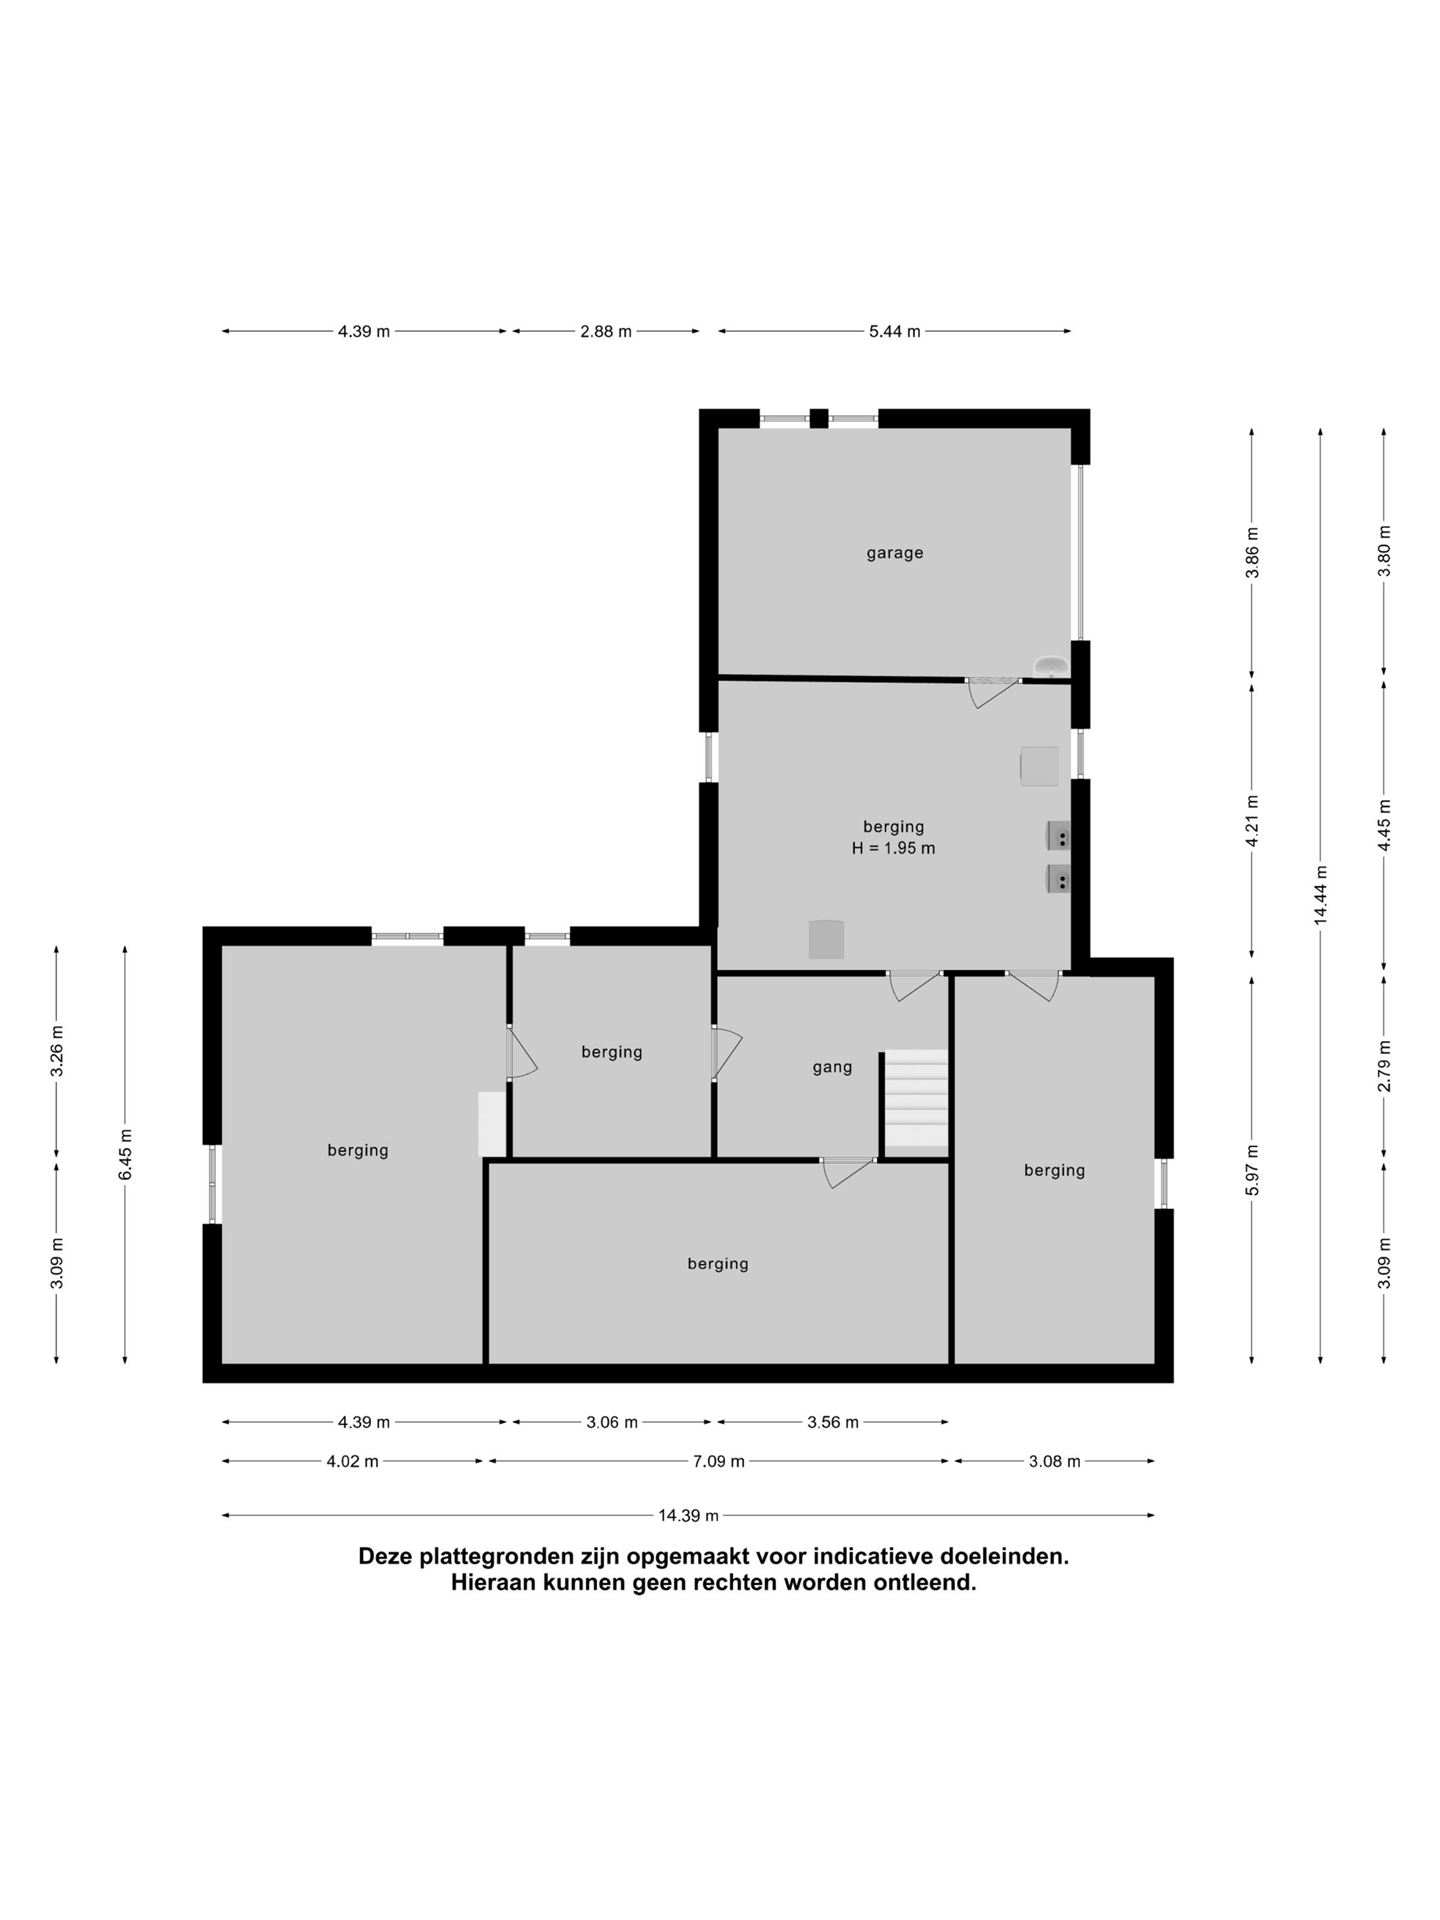 4.39 m
2.88 m
5.44 m
garage
3.86 m
3.80 m
berging
H = 1.95 m
4.21 m
4.45 m
14.44 m
3.26 m
6.45 m
3.09 m
berging
berging
gang
berging
berging
2.79 m
5.97 m
3.09 m
4.39 m
3.06 m
3.56 m
4.02 m
7.09 m
3.08 m
14.39 m
Deze plattegronden zijn opgemaakt voor indicatieve doeleinden.
Hieraan kunnen geen rechten worden ontleend.